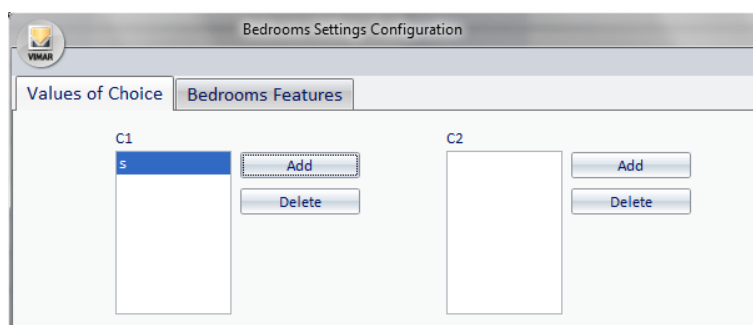 Bedrooms Settings Configuration
VIMAR
Values of Choice Bedrooms Features
C1 C2
s Add Add
Delete Delete